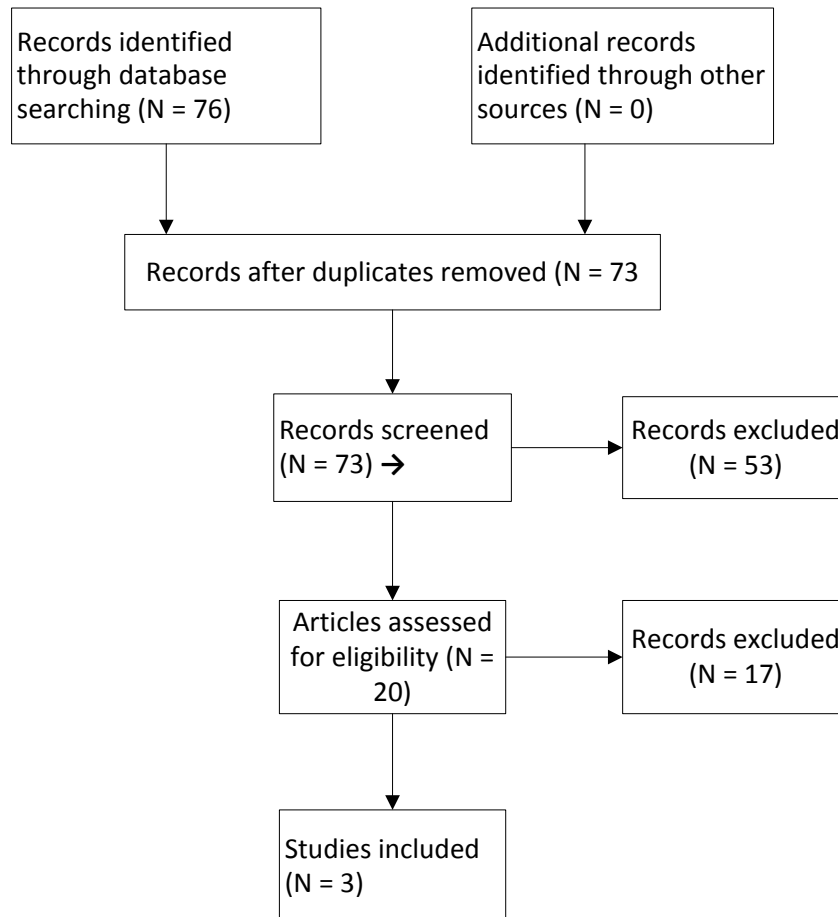 Records identified
through database
searching (N = 76)
Additional records
identified through other
sources (N = 0)
Records after duplicates removed (N = 73
Records screened
(N = 73) →
Records excluded
(N = 53)
Articles assessed
for eligibility (N =
20)
Records excluded
(N = 17)
Studies included
(N = 3)